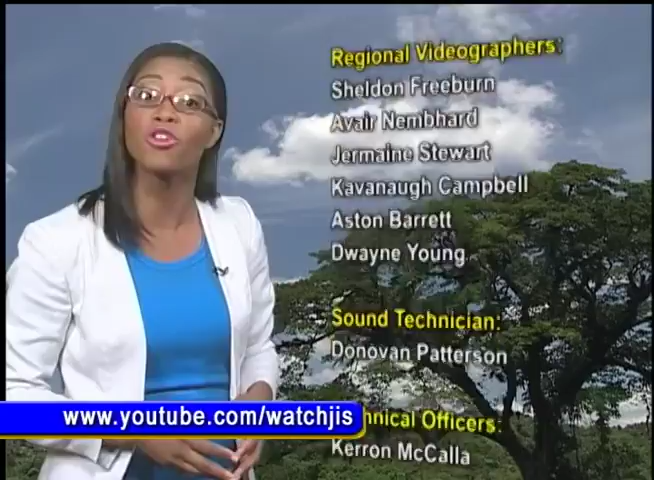 Regional Videographers:
Sheldon Freeburn
Avair Nembhard
Jermaine Stewart
Kavanaugh Campbell
Aston Barrett
Dwayne Young
Sound Technician:
Donovan Patterson
www.youtube.com/watchjis
Officers:
Kerron McCalla